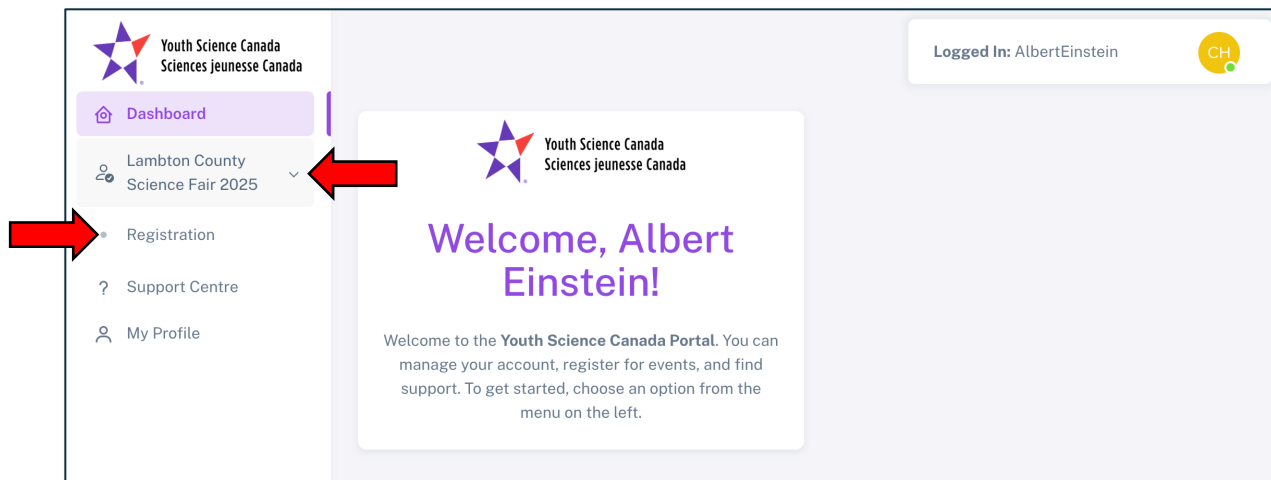 Youth Science Canada
Sciences jeunesse Canada
Dashboard
Lambton County
Science Fair 2025
Registration
? Support Centre
My Profile
Logged In: AlbertEinstein
CH
Youth Science Canada
Sciences jeunesse Canada
Welcome, Albert
Einstein!
Welcome to the Youth Science Canada Portal. You can
manage your account, register for events, and find
support. To get started, choose an option from the
menu on the left.